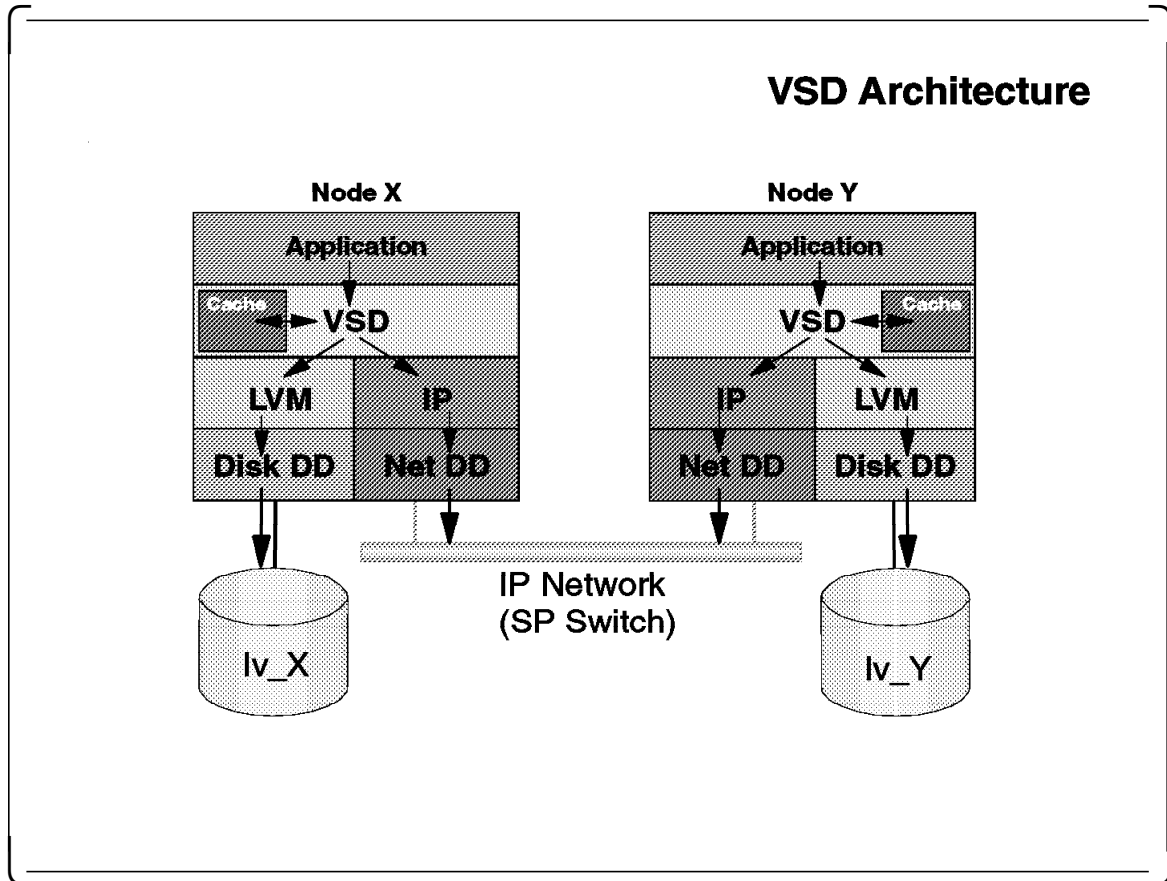 VSD Architecture
Node X
Application
Cache
VSD
LVM
IP
Disk DD
Net DD
lv_X
Node Y
Application
VSD
Cache
IP
LVM
Net DD
Disk DD
lv_Y
IP Network
(SP Switch)